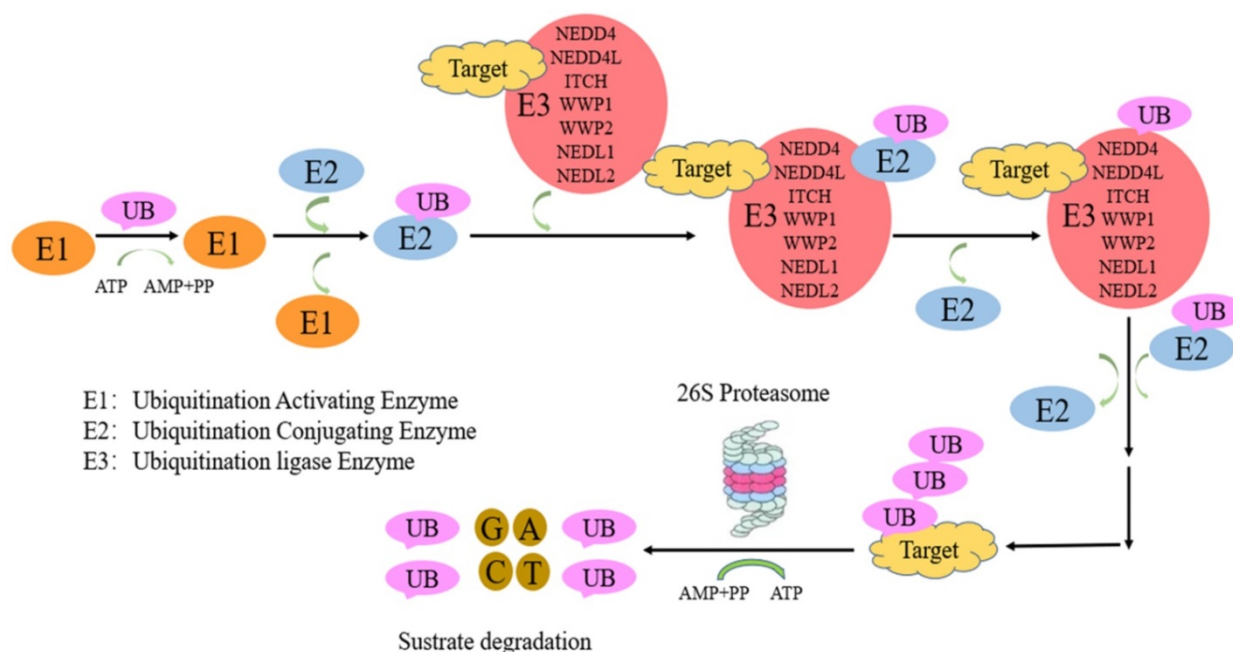 NEDD4
NEDD4L
ITCH
WWP1
WWP2
NEDL1
NEDL2
Target
E3
UB
E2
NEDD4
NEDD4L
ITCH
WWP1
WWP2
NEDL1
NEDL2
Target
E3
UB
NEDD4
NEDD4L
ITCH
WWP1
WWP2
NEDL1
NEDL2
Target
E3
E1
UB
ATP
AMP+PP
E1
E2
E1
UB
E2
E2
UB
E2
E2
E1: Ubiquitination Activating Enzyme
E2: Ubiquitination Conjugating Enzyme
E3: Ubiquitination ligase Enzyme
26S Proteasome
UB
UB
UB
Target
AMP+PP
ATP
UB
G A
UB
UB
C T
UB
Sustrate degradation